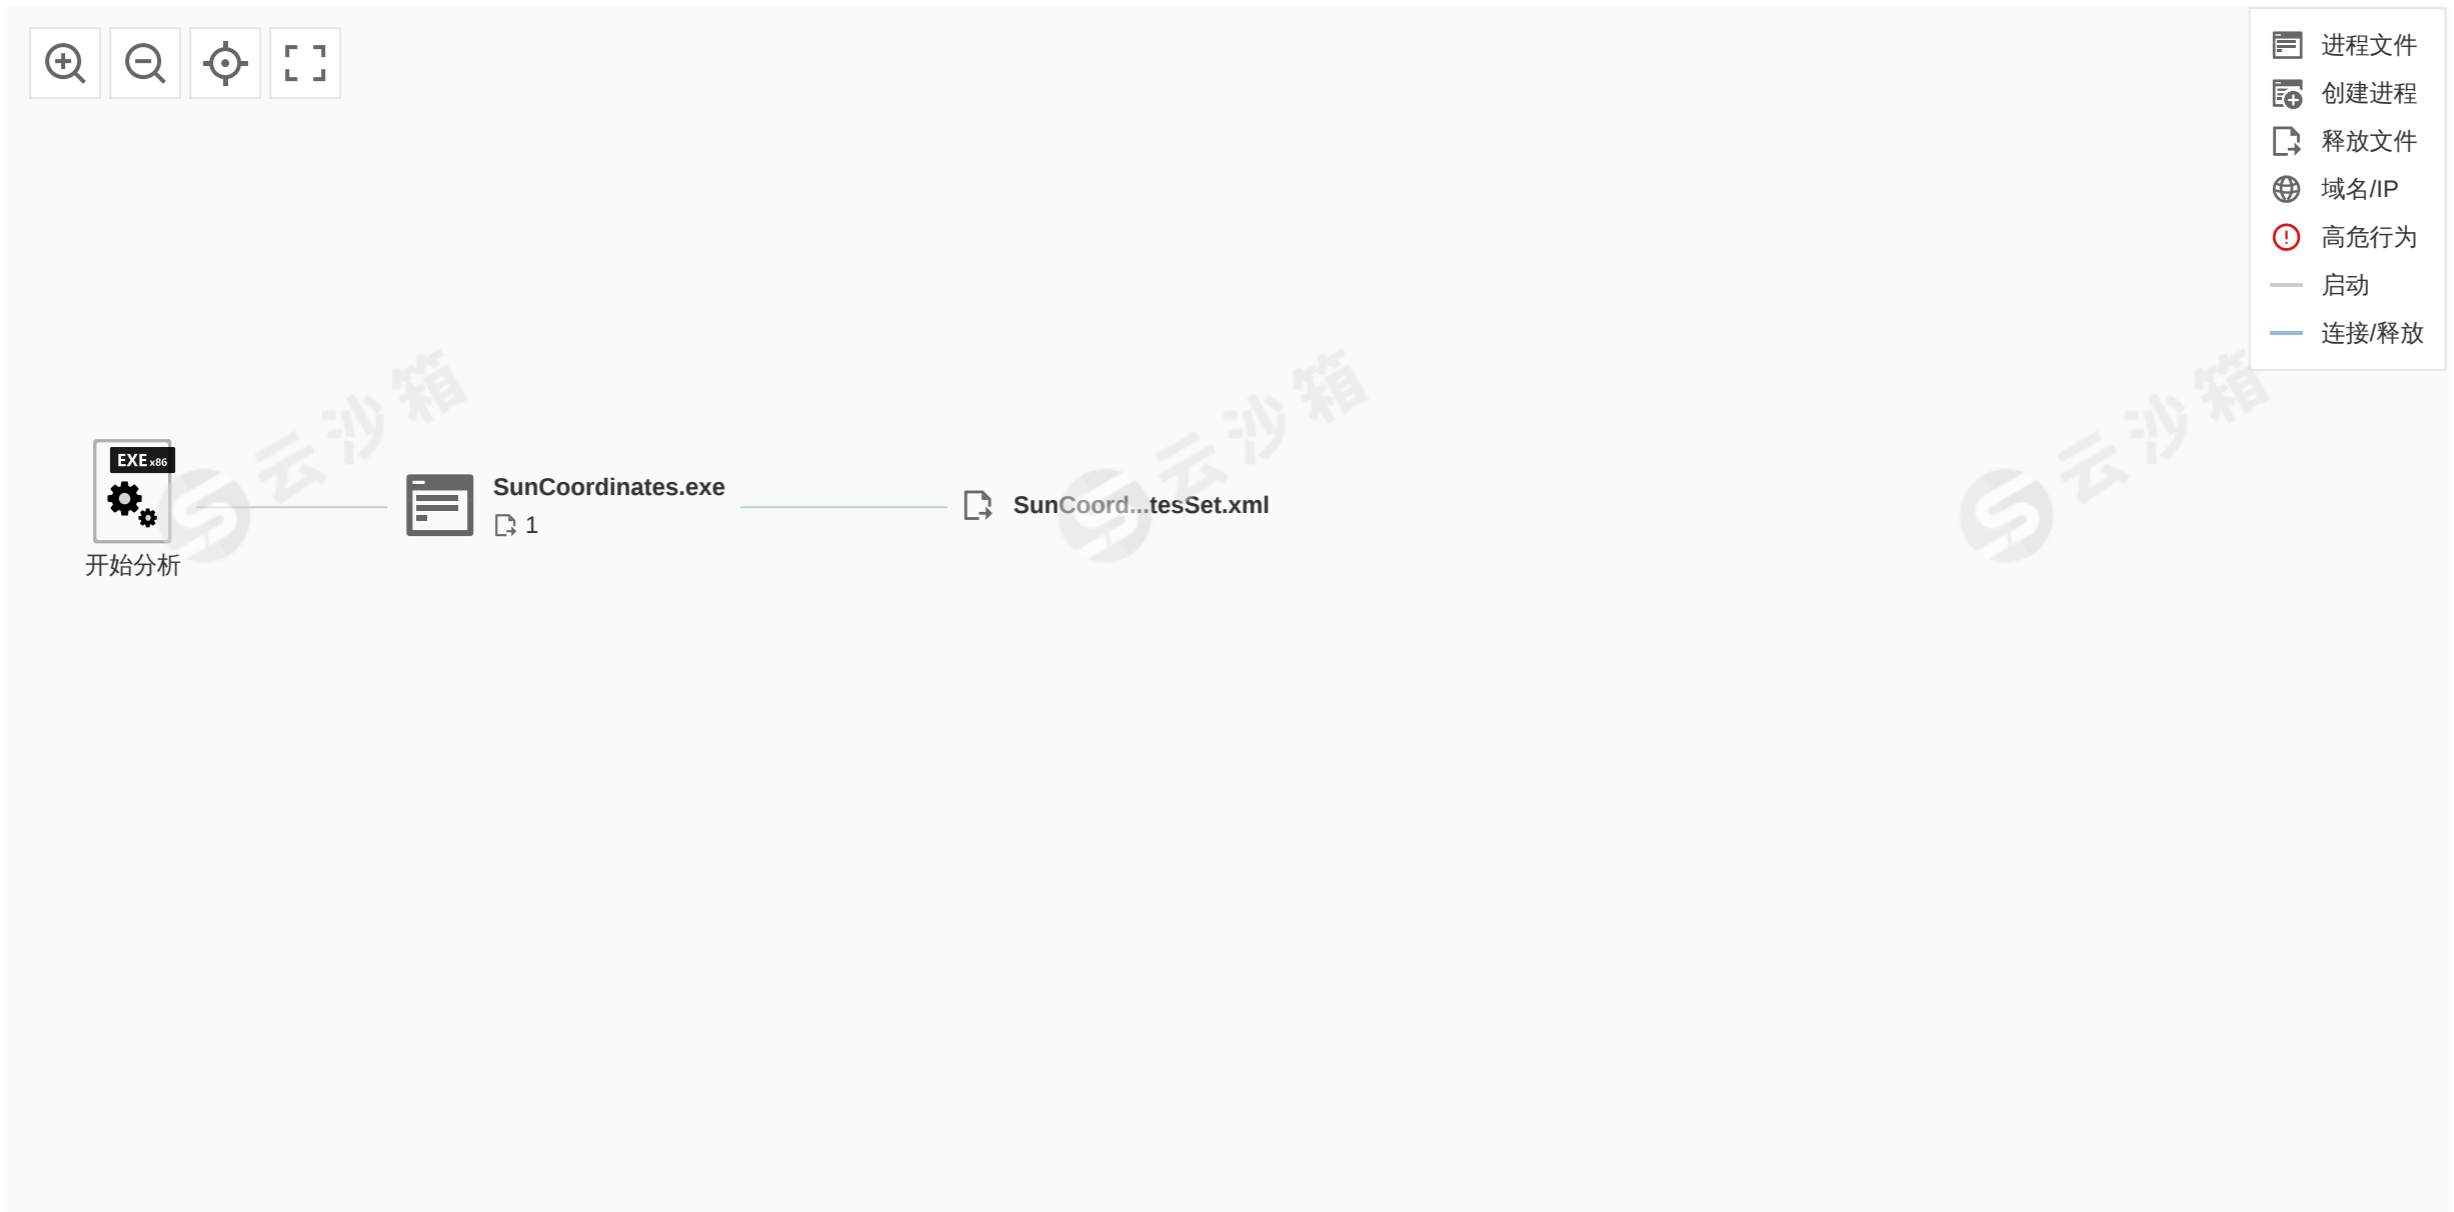 进程文件
创建进程
释放文件
域名/IP
高危行为
启动
连接/释放
云沙箱
云沙箱
云沙箱
EXE x86
开始分析
SunCoordinates.exe
1
SunCoord...tesSet.xml